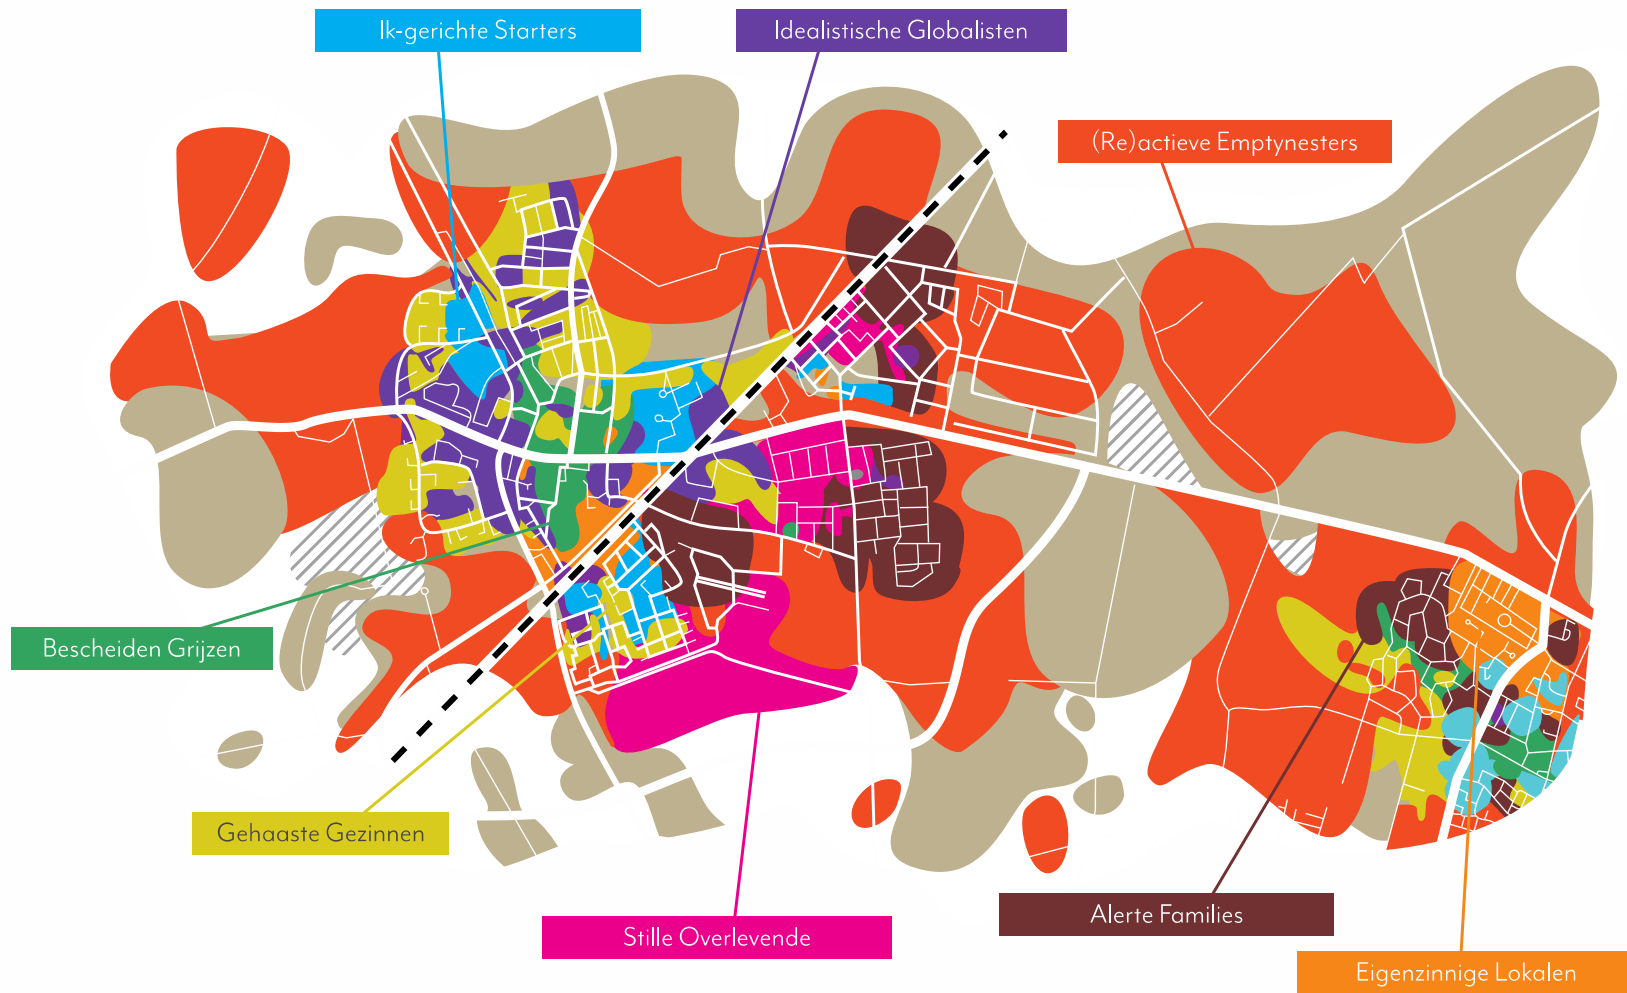 Ik-gerichte Starters
Idealistische Globalisten
(Re)actieve Emptynesters
Bescheiden Grijzen
Gehaaste Gezinnen
Stille Overlevende
Alerte Families
Eigenzinnige Lokalen